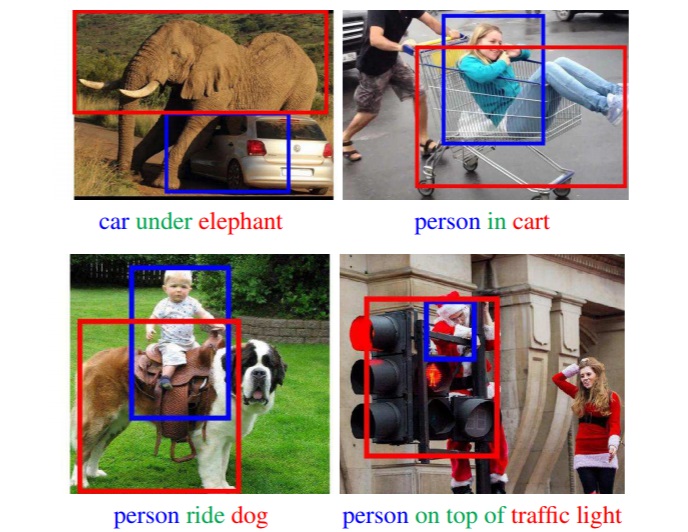 car under elephant
person in cart
person ride dog
person on top of traffic light